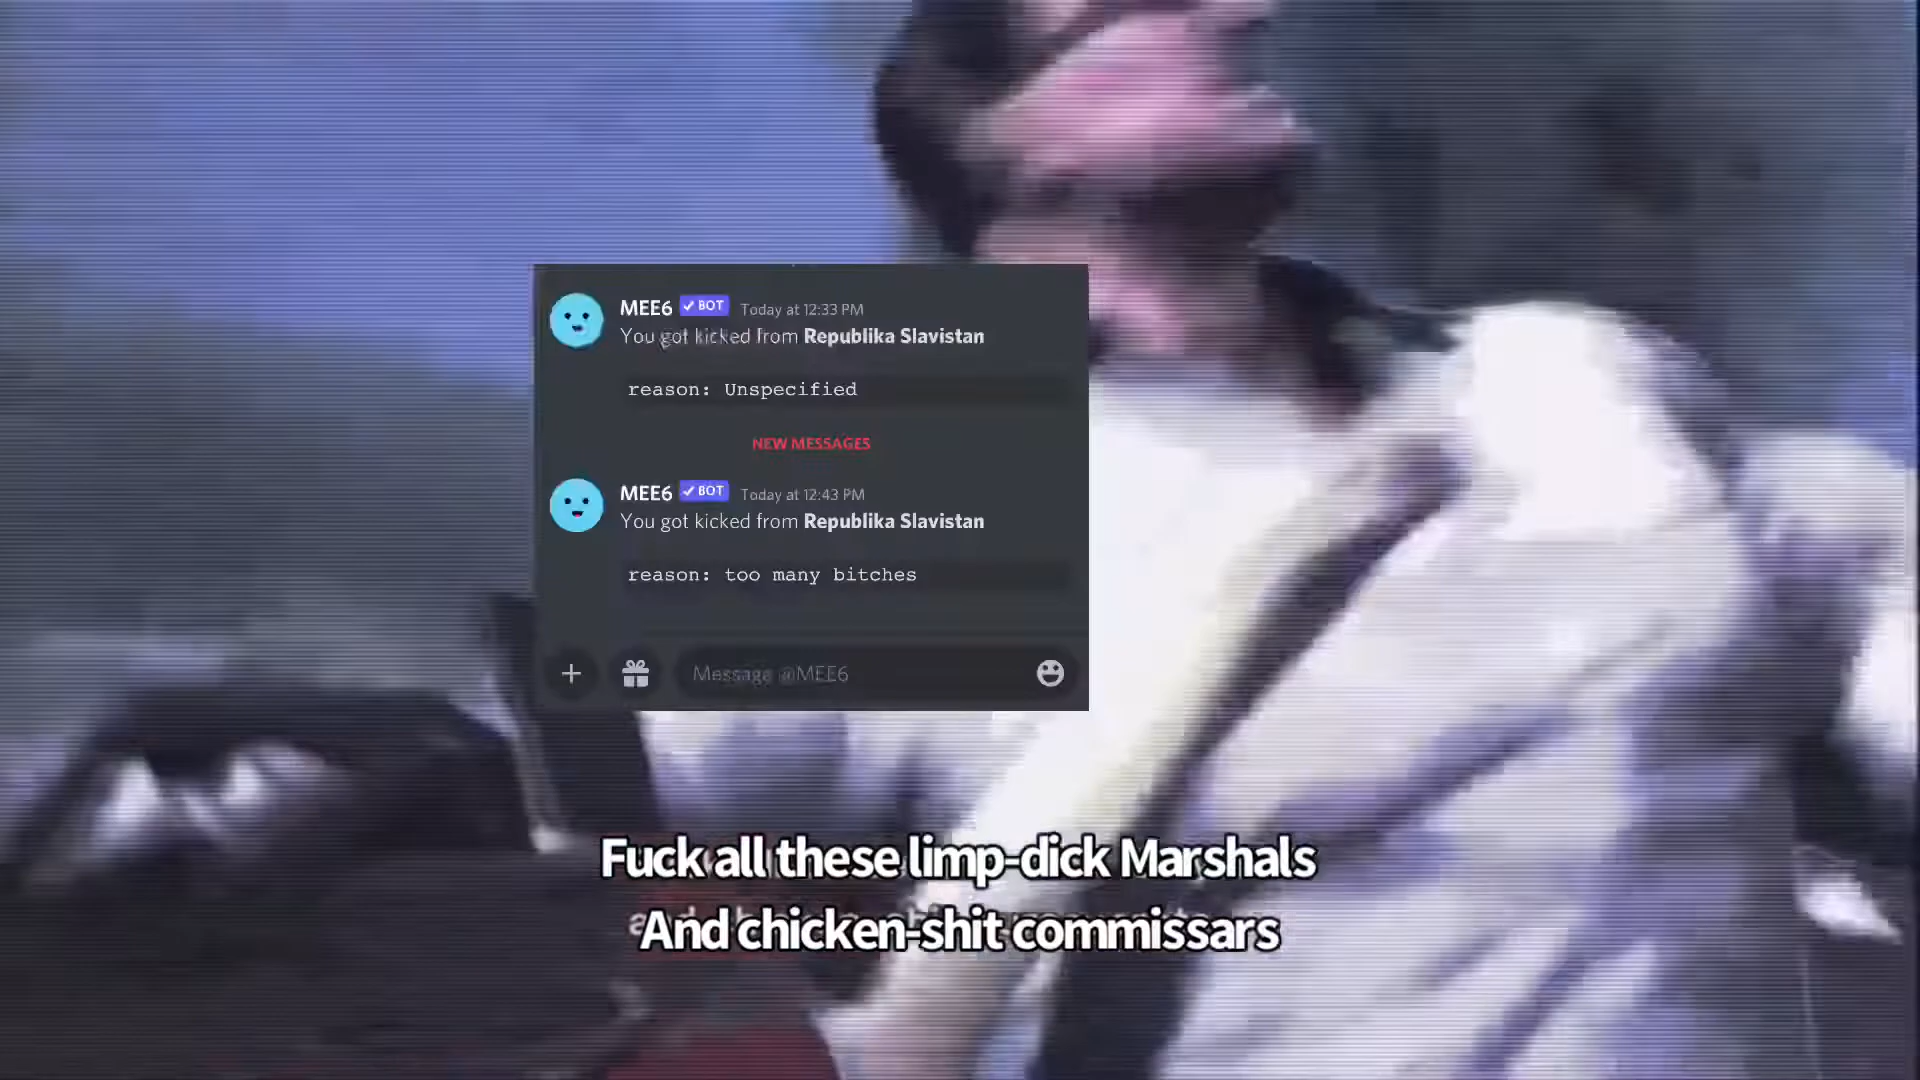 MEE6 BOT Today at 12:33 PM
You got kicked from Republika Slavistan
reason: Unspecified
NEW MESSAGES
MEE6 BOT Today at 12:43 PM
You got kicked from Republika Slavistan
reason: too many bitches
Message @MEE6
Fuck all these limp-dick Marshals
And chicken-shit commissars